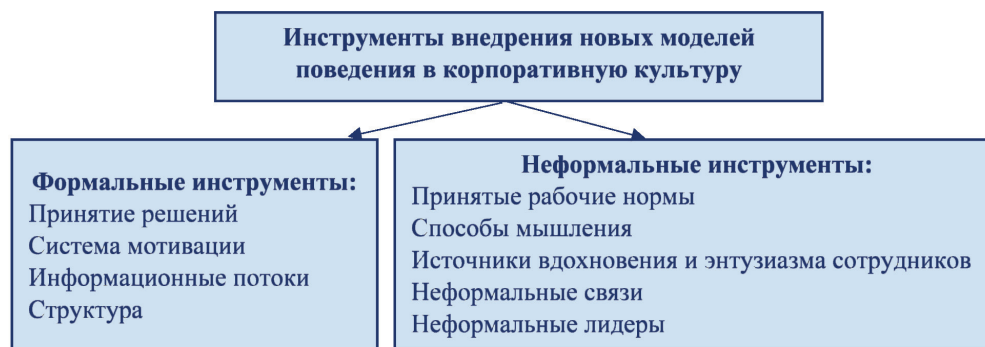 Инструменты внедрения новых моделей
поведения в корпоративную культуру
Формальные инструменты:
Принятие решений
Система мотивации
Информационные потоки
Структура
Неформальные инструменты:
Принятые рабочие нормы
Способы мышления
Источники вдохновения и энтузиазма сотрудников
Неформальные связи
Неформальные лидеры